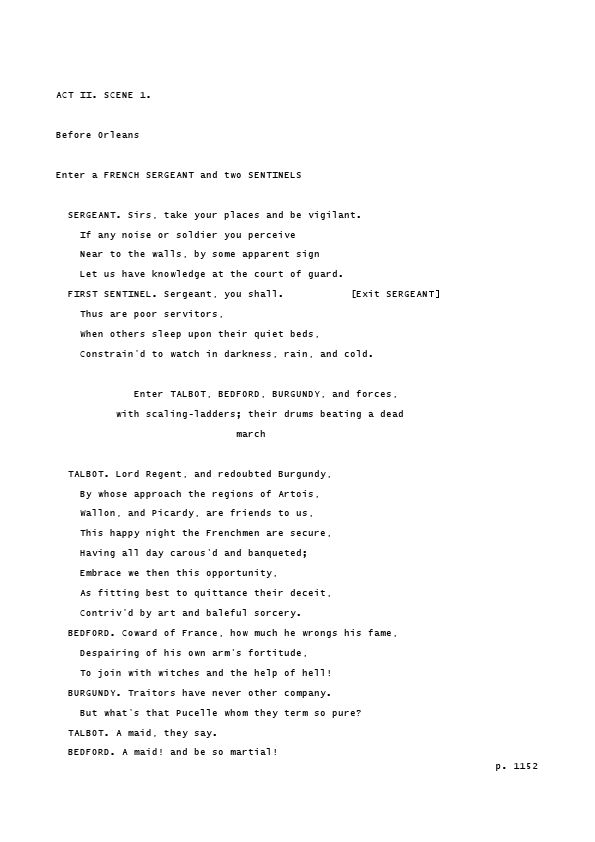 ACT II. SCENE 1.
Before Orleans
Enter a FRENCH SERGEANT and two SENTINELS
SERGEANT. Sirs, take your places and be vigilant.
If any noise or soldier you perceive
Near to the walls, by some apparent sign
Let us have knowledge at the court of guard.
FIRST SENTINEL. Sergeant, you shall. [Exit SERGEANT]
Thus are poor servitors,
When others sleep upon their quiet beds,
Constrain'd to watch in darkness, rain, and cold.
Enter TALBOT, BEDFORD, BURGUNDY, and forces,
with scaling-ladders; their drums beating a dead
march
TALBOT. Lord Regent, and redoubted Burgundy,
By whose approach the regions of Artois,
Wallon, and Picardy, are friends to us,
This happy night the Frenchmen are secure,
Having all day carous'd and banqueted;
Embrace we then this opportunity,
As fitting best to quittance their deceit,
Contriv'd by art and baleful sorcery.
BEDFORD. Coward of France, how much he wrongs his fame,
Despairing of his own arm's fortitude,
To join with witches and the help of hell!
BURGUNDY. Traitors have never other company.
But what's that Pucelle whom they term so pure?
TALBOT. A maid, they say.
BEDFORD. A maid! and be so martial!
p. 1152